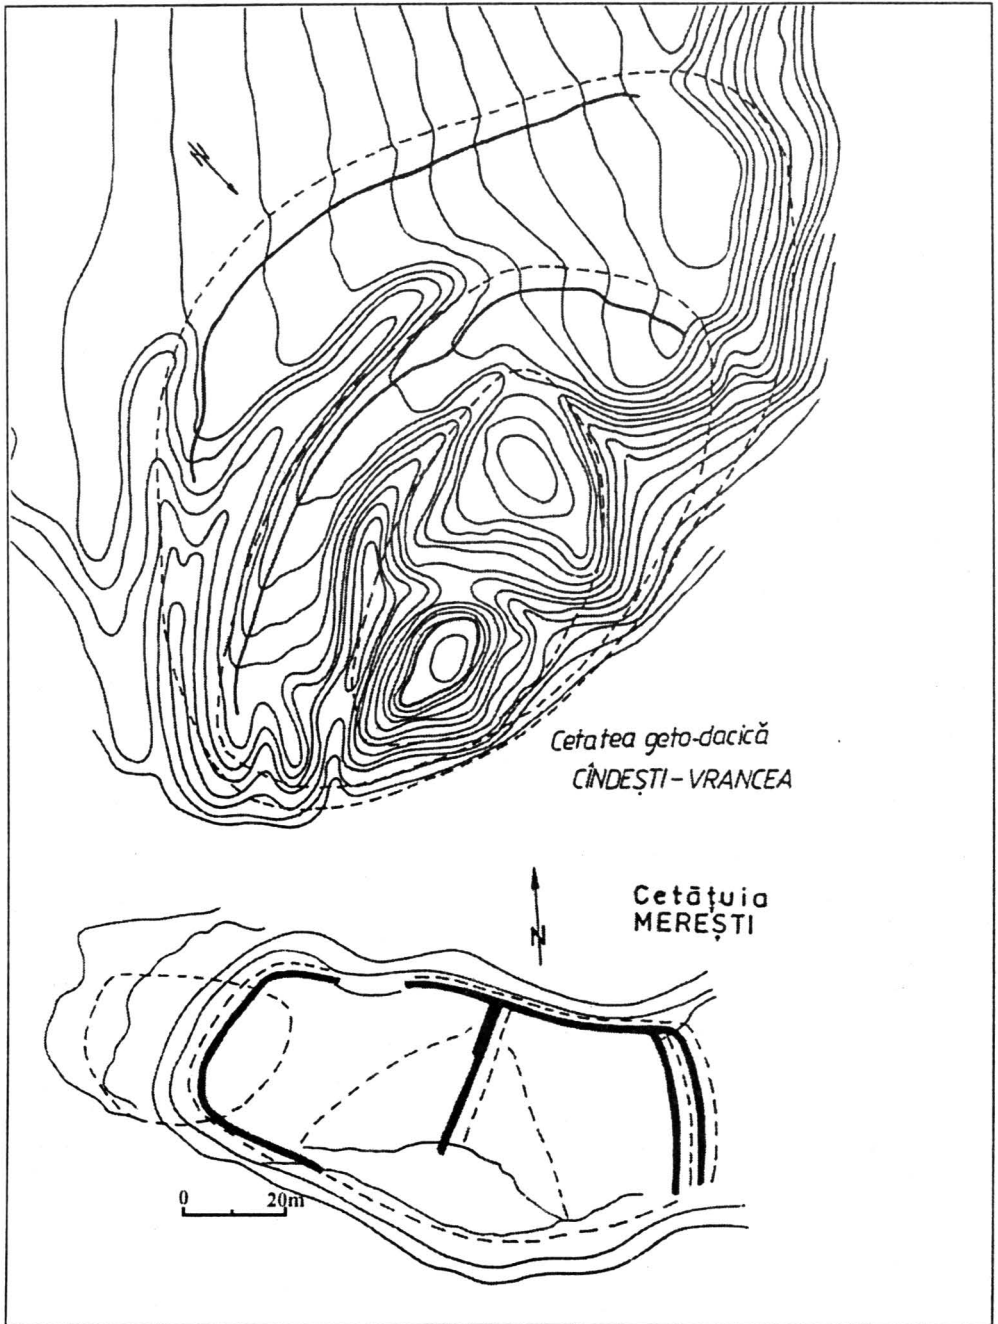 N
Cetatea geto-dacică
CÎNDEȘTI-VRANCEA
Cetățuia
MEREȘTI
N
0 20m